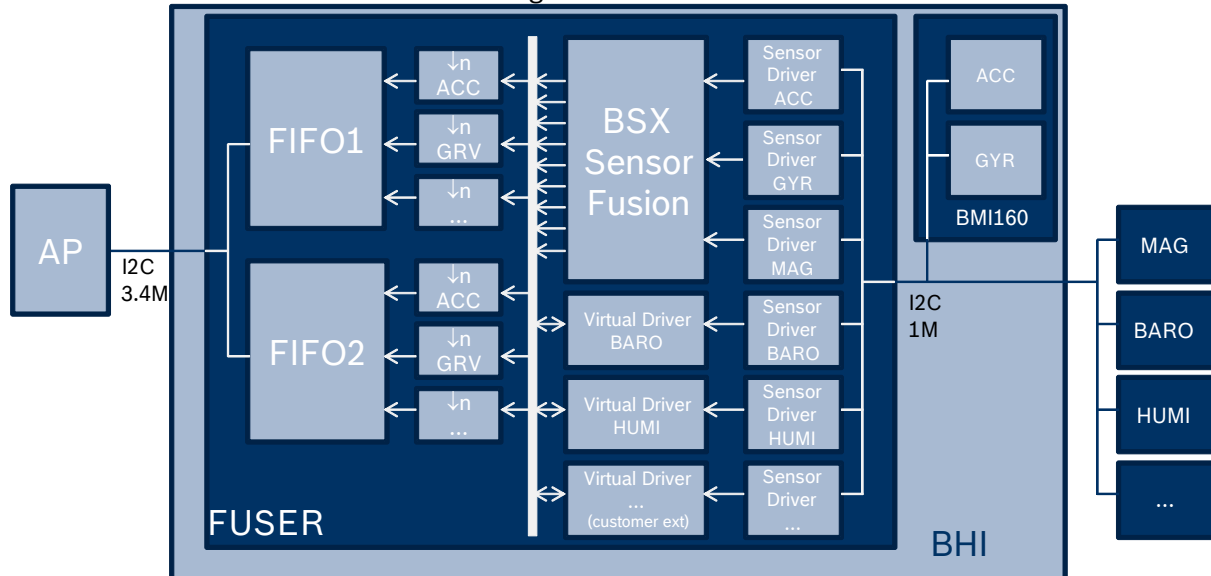 AP
I2C
3.4M
FIFO1
FIFO2
↓n
ACC
↓n
GRV
↓n
...
↓n
ACC
↓n
GRV
↓n
...
BSX
Sensor
Fusion
Virtual Driver
BARO
Virtual Driver
HUMI
Virtual Driver
...
(customer ext)
Sensor
Driver
ACC
Sensor
Driver
GYR
Sensor
Driver
MAG
Sensor
Driver
BARO
Sensor
Driver
HUMI
Sensor
Driver
...
FUSER
ACC
GYR
BMI160
I2C
1M
BHI
MAG
BARO
HUMI
...